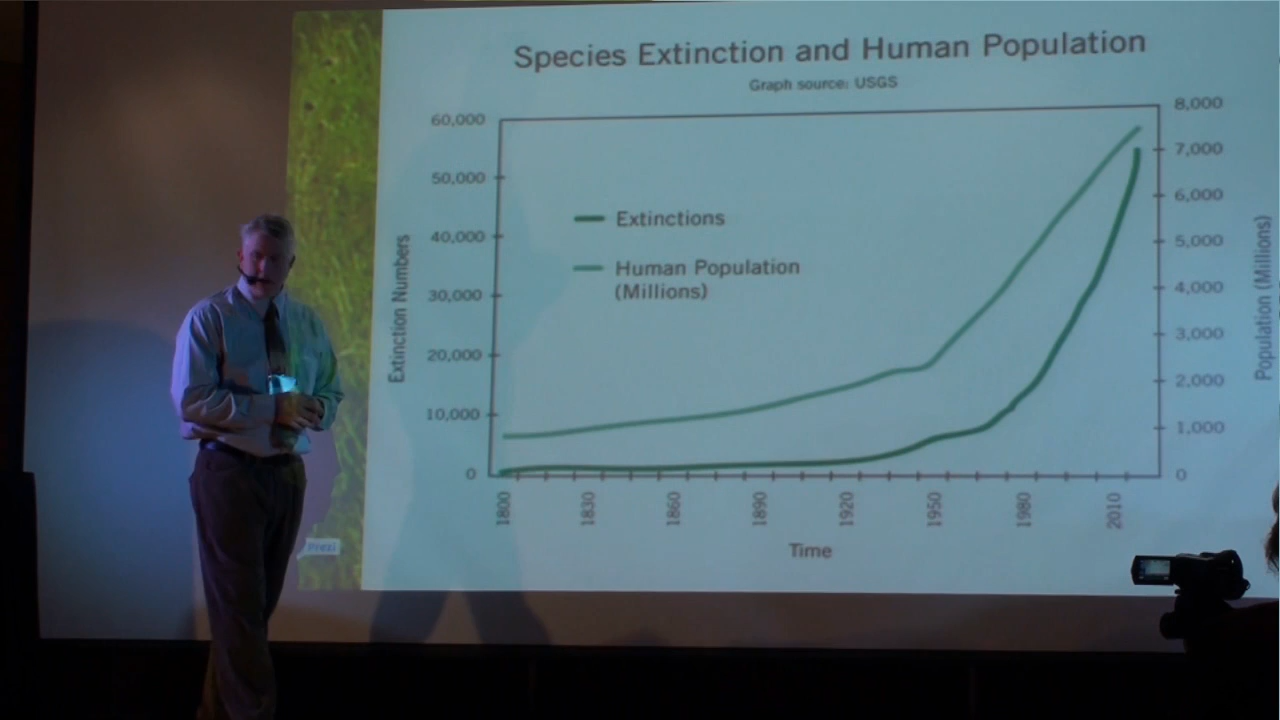 Species Extinction and Human Population
Graph source: USGS
60,000
50,000
40,000
30,000
20,000
10,000
0
Extinction Numbers
Extinctions
Human Population
(Millions)
8,000
7,000
6,000
5,000
4,000
3,000
2,000
1,000
0
Population (Millions)
1800
1830
1860
1890
1920
1950
1980
2010
Time
Prezi